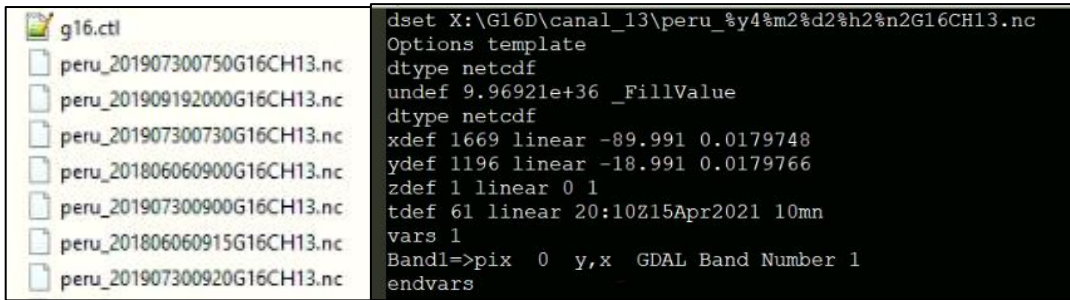 g16.ctl
peru_201907300750G16CH13.nc
peru_201909192000G16CH13.nc
peru_201907300730G16CH13.nc
peru_201806060900G16CH13.nc
peru_201907300900G16CH13.nc
peru_201806060915G16CH13.nc
peru_201907300920G16CH13.nc
dset X:\G16D\canal_13\peru_%y4%m2%d2%h2%n2G16CH13.nc
Options template
dtype netcdf
undef 9.96921e+36 _FillValue
dtype netcdf
xdef 1669 linear -89.991 0.0179748
ydef 1196 linear -18.991 0.0179766
zdef 1 linear 0 1
tdef 61 linear 20:10Z15Apr2021 10mn
vars 1
Band1=>pix  0  y,x  GDAL Band Number 1
endvars